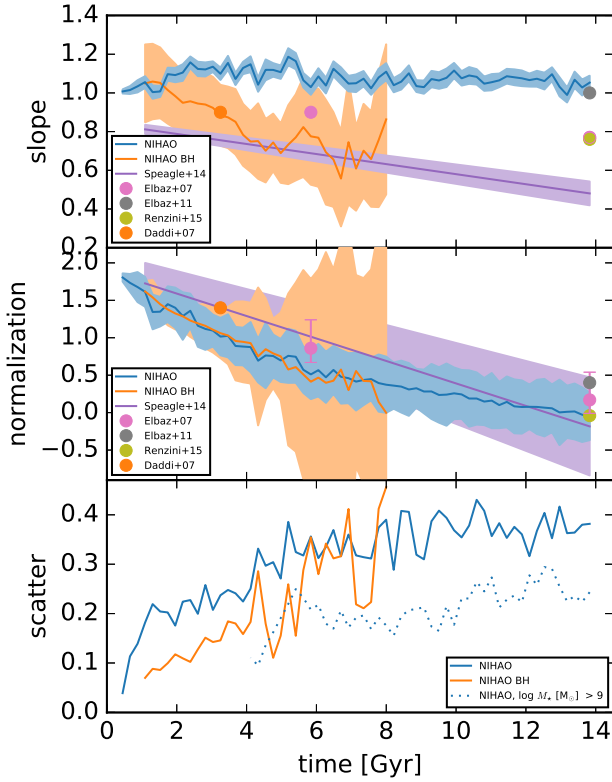 1.4
1.2
1.0
0.8
0.6
0.4
0.2
slope
NIHAO
NIHAO BH
Speagle+14
Elbaz+07
Elbaz+11
Renzini+15
Daddi+07
2.0
1.5
1.0
0.5
0.0
−0.5
normalization
NIHAO
NIHAO BH
Speagle+14
Elbaz+07
Elbaz+11
Renzini+15
Daddi+07
0.4
0.3
0.2
0.1
0.0
scatter
NIHAO
NIHAO BH
NIHAO, log M⋆ [M⊙] > 9
0 2 4 6 8 10 12 14
time [Gyr]